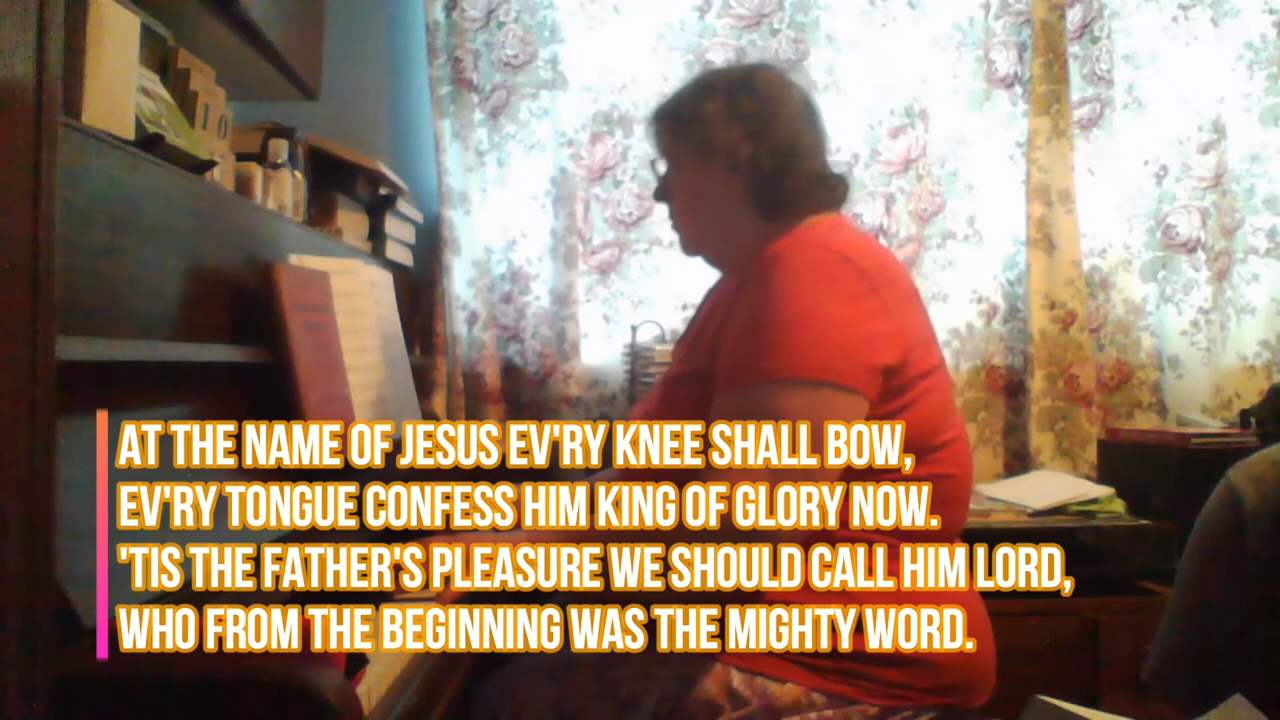 AT THE NAME OF JESUS EV'RY KNEE SHALL BOW,
EV'RY TONGUE CONFESS HIM KING OF GLORY NOW.
'TIS THE FATHER'S PLEASURE WE SHOULD CALL HIM LORD,
WHO FROM THE BEGINNING WAS THE MIGHTY WORD.